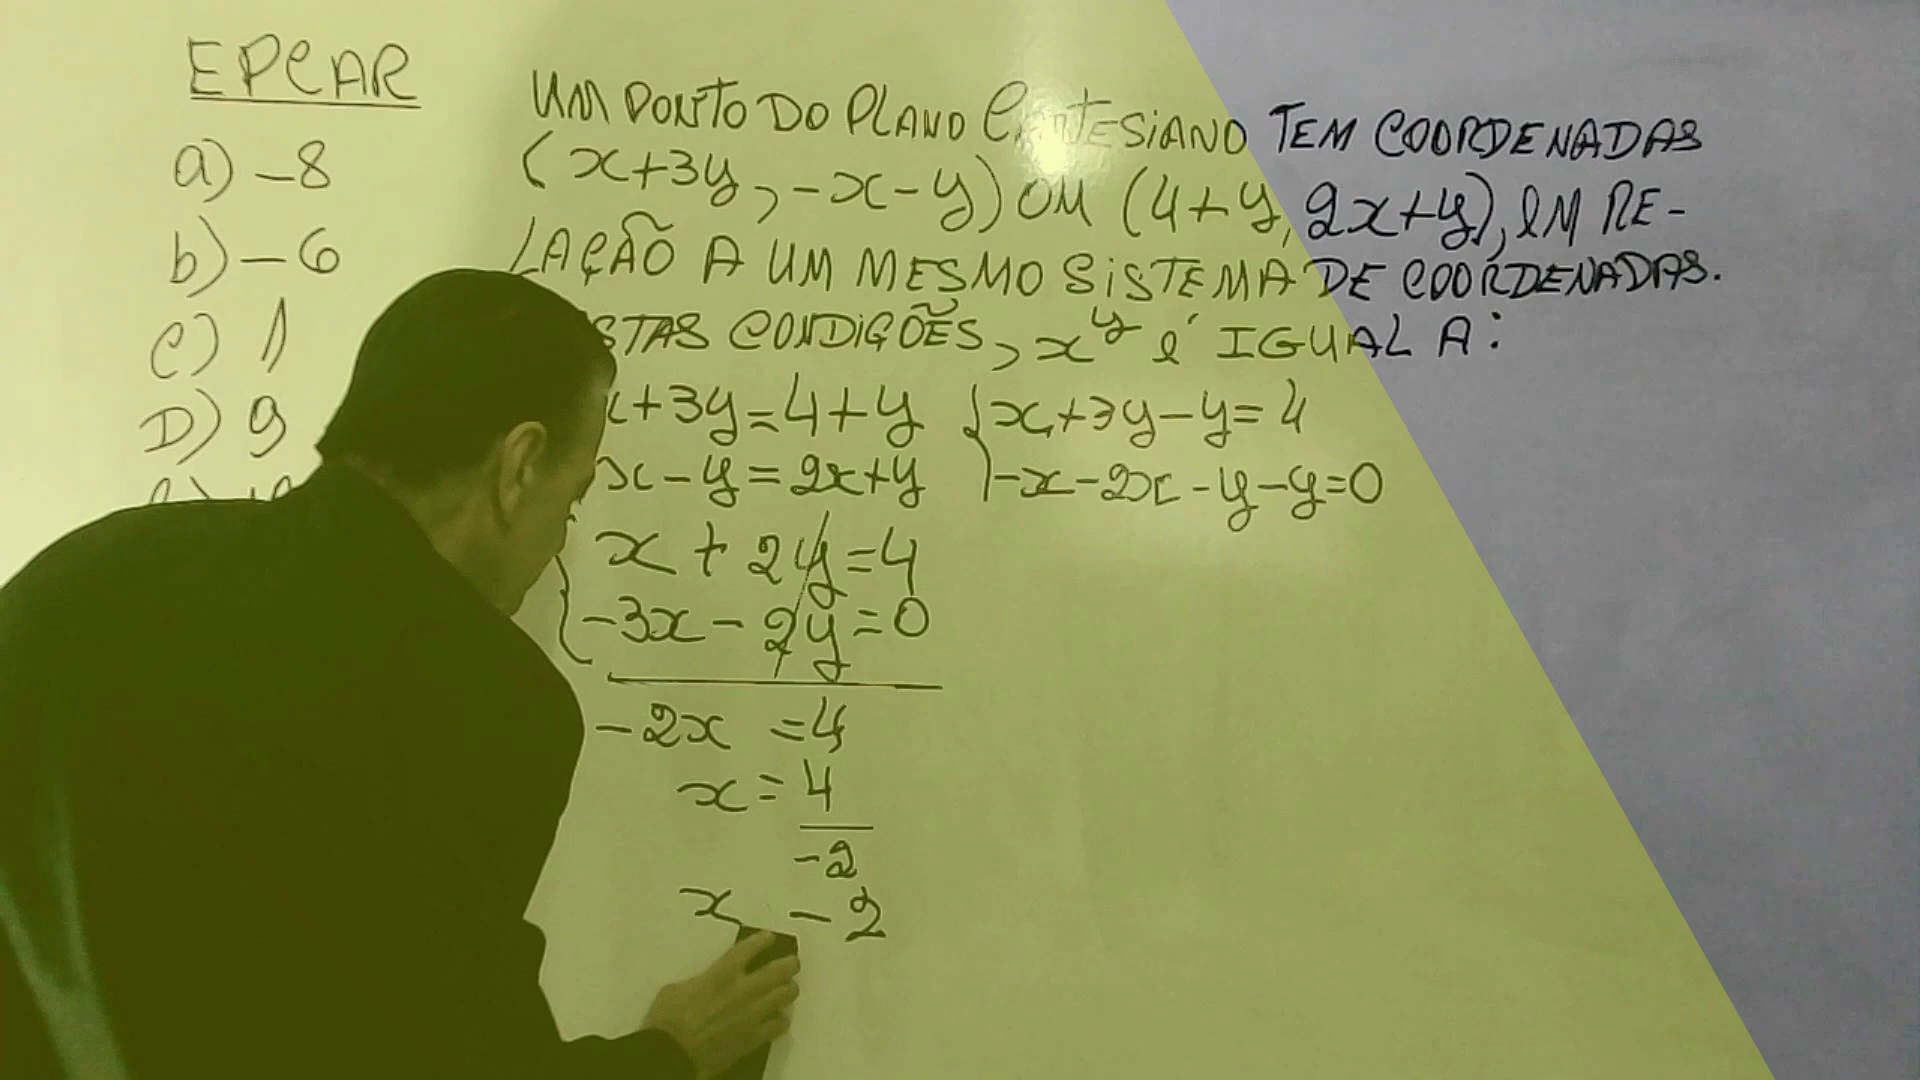 EPCAR
a) -8
b) -6
c) 1
D) 9
UM PONTO DO PLANO CARTESIANO TEM COORDENADAS
(x+3y, -x-y) OU (4+y, 2x+y), EM RE-
LAÇÃO A UM MESMO SISTEMA DE COORDENADAS.
STAS CONDIÇÕES, x^y é IGUAL A:
x+3y=4+y
x-y=2x+y
{x+3y-y=4
-x-2x-y-y=0
{x+2y=4
-3x-2y=0
-2x =4
x=4
-2
x -2